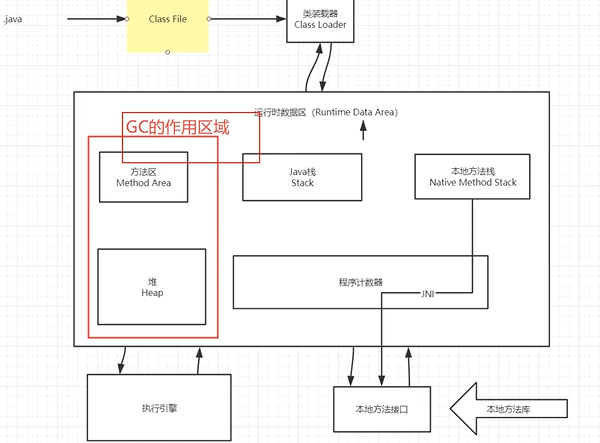 .java
Class File
类装载器
Class Loader
运行时数据区（Runtime Data Area）
GC的作用区域
方法区
Method Area
Java栈
Stack
本地方法栈
Native Method Stack
堆
Heap
程序计数器
JNI
执行引擎
本地方法接口
本地方法库